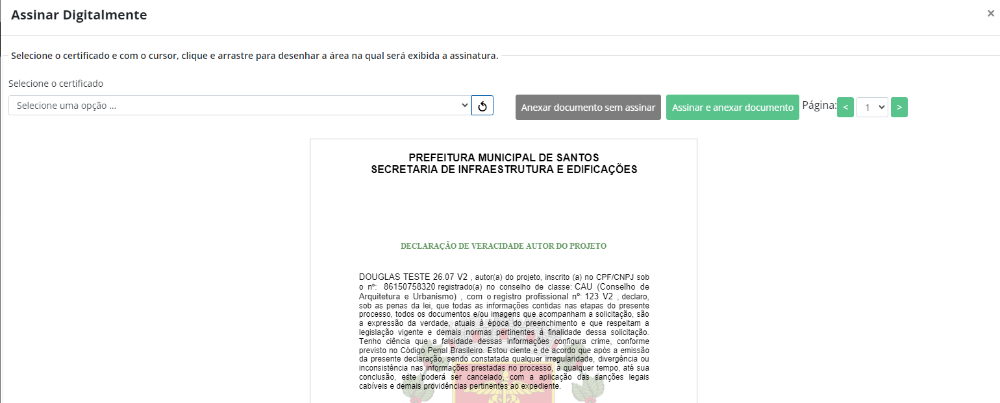 Assinar Digitalmente
×
Selecione o certificado e com o cursor, clique e arrastre para desenhar a área na qual será exibida a assinatura.
Selecione o certificado
Selecione uma opção ...
Anexar documento sem assinar
Assinar e anexar documento
Página:
<
1
>
PREFEITURA MUNICIPAL DE SANTOS
SECRETARIA DE INFRAESTRUTURA E EDIFICAÇÕES
DECLARAÇÃO DE VERACIDADE AUTOR DO PROJETO
DOUGLAS TESTE 26.07 V2 , autor(a) do projeto, inscrito (a) no CPF/CNPJ sob
o nº: 86150758320 registrado(a) no conselho de classe: CAU (Conselho de
Arquitetura e Urbanismo) , com o registro profissional nº: 123 V2 , declaro,
sob as penas da lei, que todas as informações contidas nas etapas do presente
processo, todos os documentos e/ou imagens que acompanham a solicitação, são
a expressão da verdade, atuais à época do preenchimento e que respeitam a
legislação vigente e demais normas pertinentes à finalidade dessa solicitação.
Tenho ciência que a falsidade dessas informações configura crime, conforme
previsto no Código Penal Brasileiro. Estou ciente e de acordo que após a emissão
da presente declaração, sendo constatada qualquer irregularidade, divergência ou
inconsistência nas informações prestadas no processo, a qualquer tempo, até sua
conclusão, este poderá ser cancelado, com a aplicação das sanções legais
cabíveis e demais providências pertinentes ao expediente.